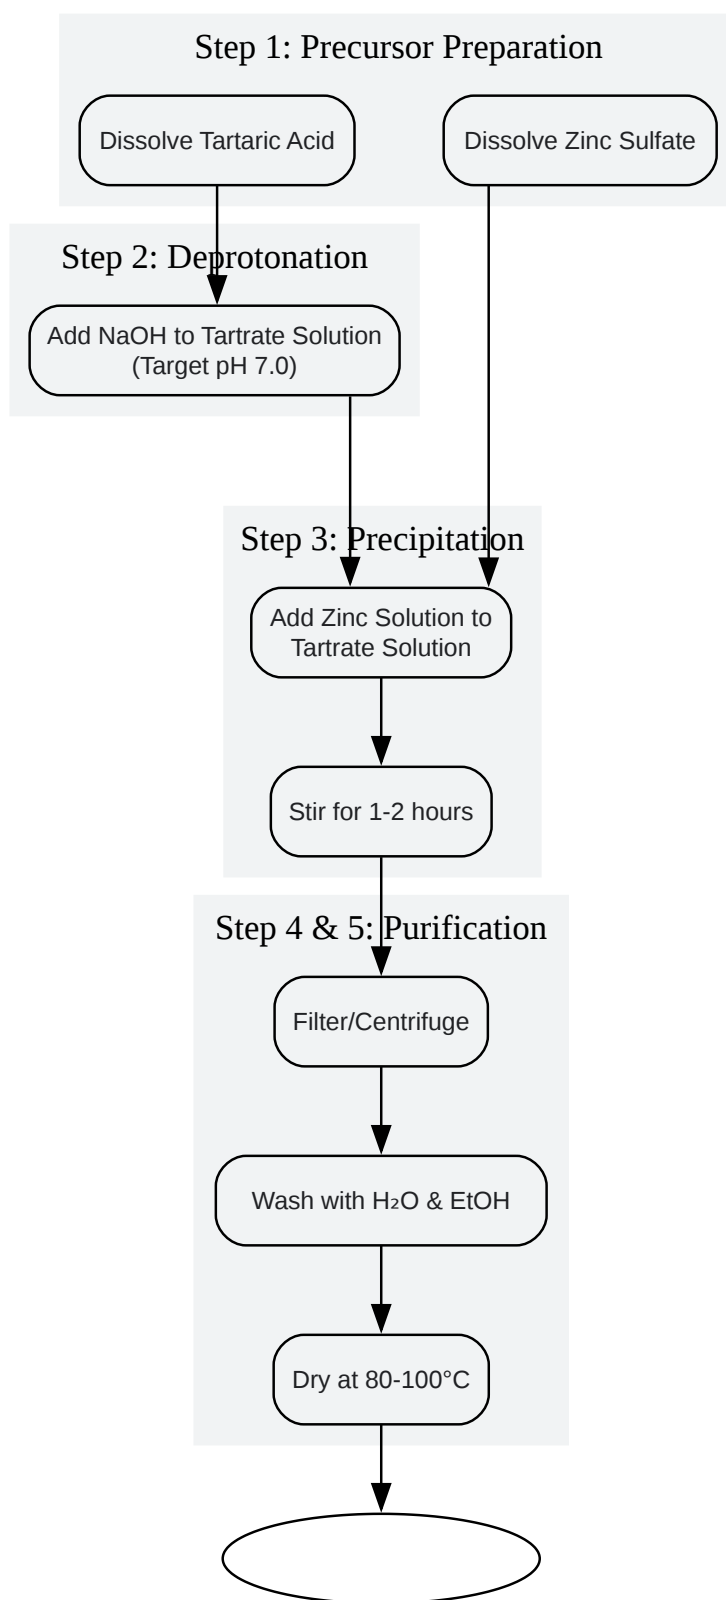 Step 1: Precursor Preparation
Dissolve Tartaric Acid
Dissolve Zinc Sulfate
Step 2: Deprotonation
Add NaOH to Tartrate Solution
(Target pH 7.0)
Step 3: Precipitation
Add Zinc Solution to
Tartrate Solution
Stir for 1-2 hours
Step 4 & 5: Purification
Filter/Centrifuge
Wash with H₂O & EtOH
Dry at 80-100°C